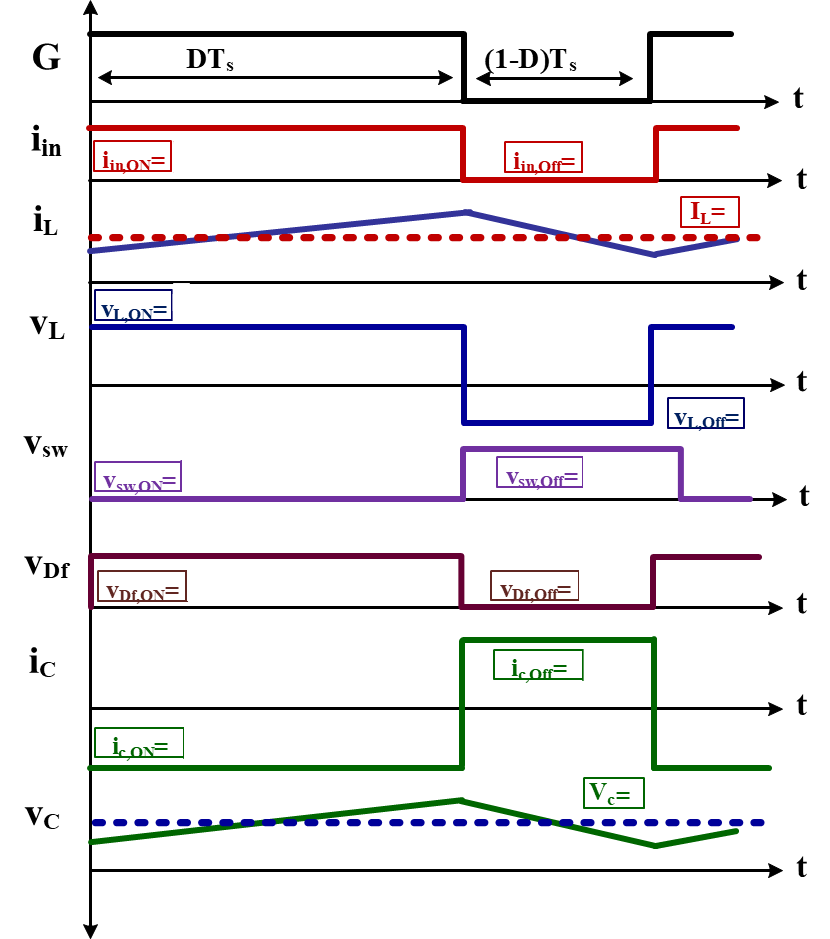 G
DTs
(1-D)Ts
t
iin
iin,ON=
iin,Off=
t
iL
IL=
t
vL,ON=
vL
t
vL,Off=
vsw
vsw,ON=
vsw,Off=
t
vDf
vDf,ON=
vDf,Off=
t
iC
ic,Off=
t
ic,ON=
Vc=
vC
t